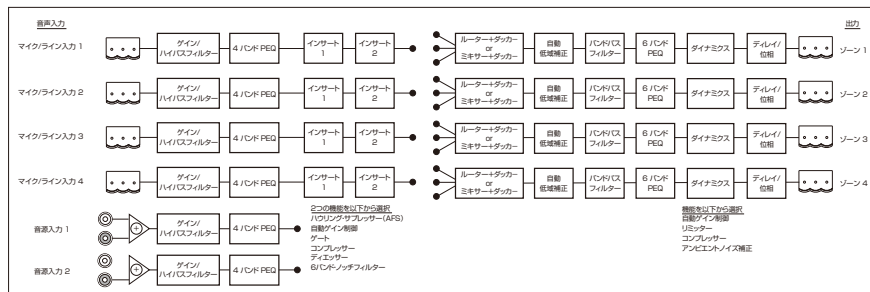 音声入力
出力
マイク/ライン入力 1
ゲイン/
ハイパスフィルター
4 バンド PEQ
インサート
1
インサート
2
ルーター+ダッカー
or
ミキサー+ダッカー
自動
低域補正
バンドパス
フィルター
6 バンド
PEQ
ダイナミクス
ディレイ/
位相
ゾーン 1
マイク/ライン入力 2
ゲイン/
ハイパスフィルター
4 バンド PEQ
インサート
1
インサート
2
ルーター+ダッカー
or
ミキサー+ダッカー
自動
低域補正
バンドパス
フィルター
6 バンド
PEQ
ダイナミクス
ディレイ/
位相
ゾーン 2
マイク/ライン入力 3
ゲイン/
ハイパスフィルター
4 バンド PEQ
インサート
1
インサート
2
ルーター+ダッカー
or
ミキサー+ダッカー
自動
低域補正
バンドパス
フィルター
6 バンド
PEQ
ダイナミクス
ディレイ/
位相
ゾーン 3
マイク/ライン入力 4
ゲイン/
ハイパスフィルター
4 バンド PEQ
インサート
1
インサート
2
ルーター+ダッカー
or
ミキサー+ダッカー
自動
低域補正
バンドパス
フィルター
6 バンド
PEQ
ダイナミクス
ディレイ/
位相
ゾーン 4
2つの機能を以下から選択
ハウリング・サプレッサー(AFS)
自動ゲイン制御
ゲート
コンプレッサー
ディエッサー
6バンド・ノッチフィルター
機能を以下から選択
自動ゲイン制御
リミッター
コンプレッサー
アンビエントノイズ補正
音源入力 1
ゲイン/
ハイパスフィルター
4 バンド PEQ
音源入力 2
ゲイン/
ハイパスフィルター
4 バンド PEQ